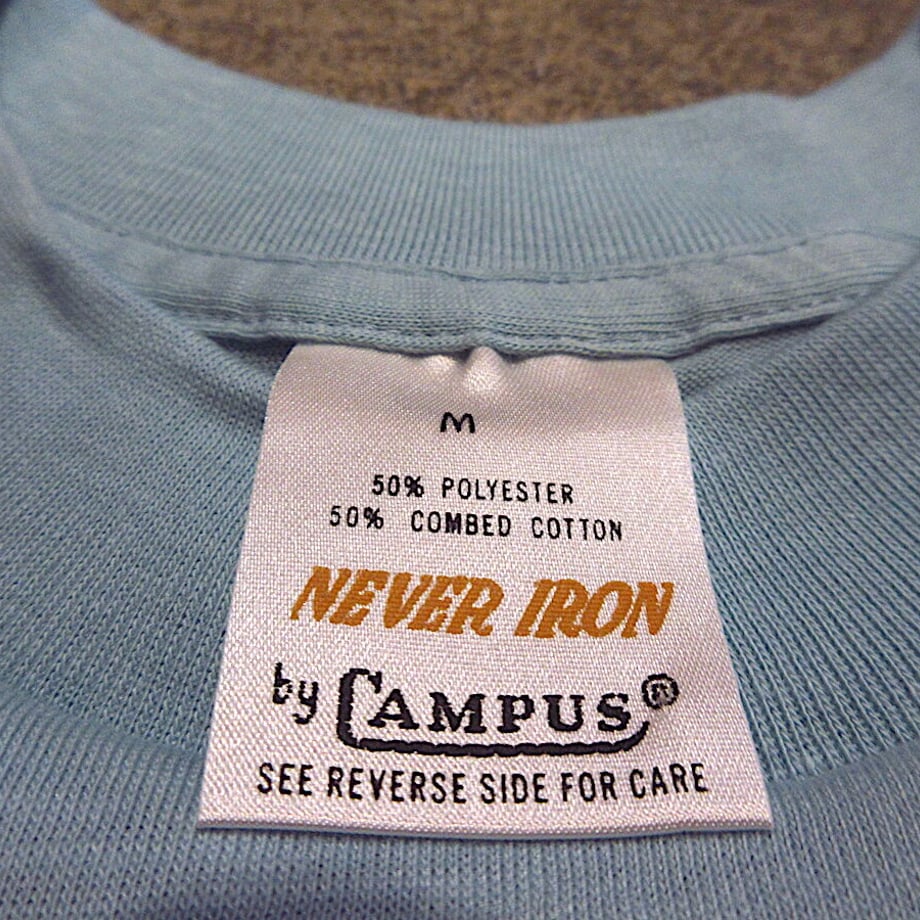 M
50% POLYESTER
50% COMBED COTTON
NEVER IRON
by CAMPUS®
SEE REVERSE SIDE FOR CARE